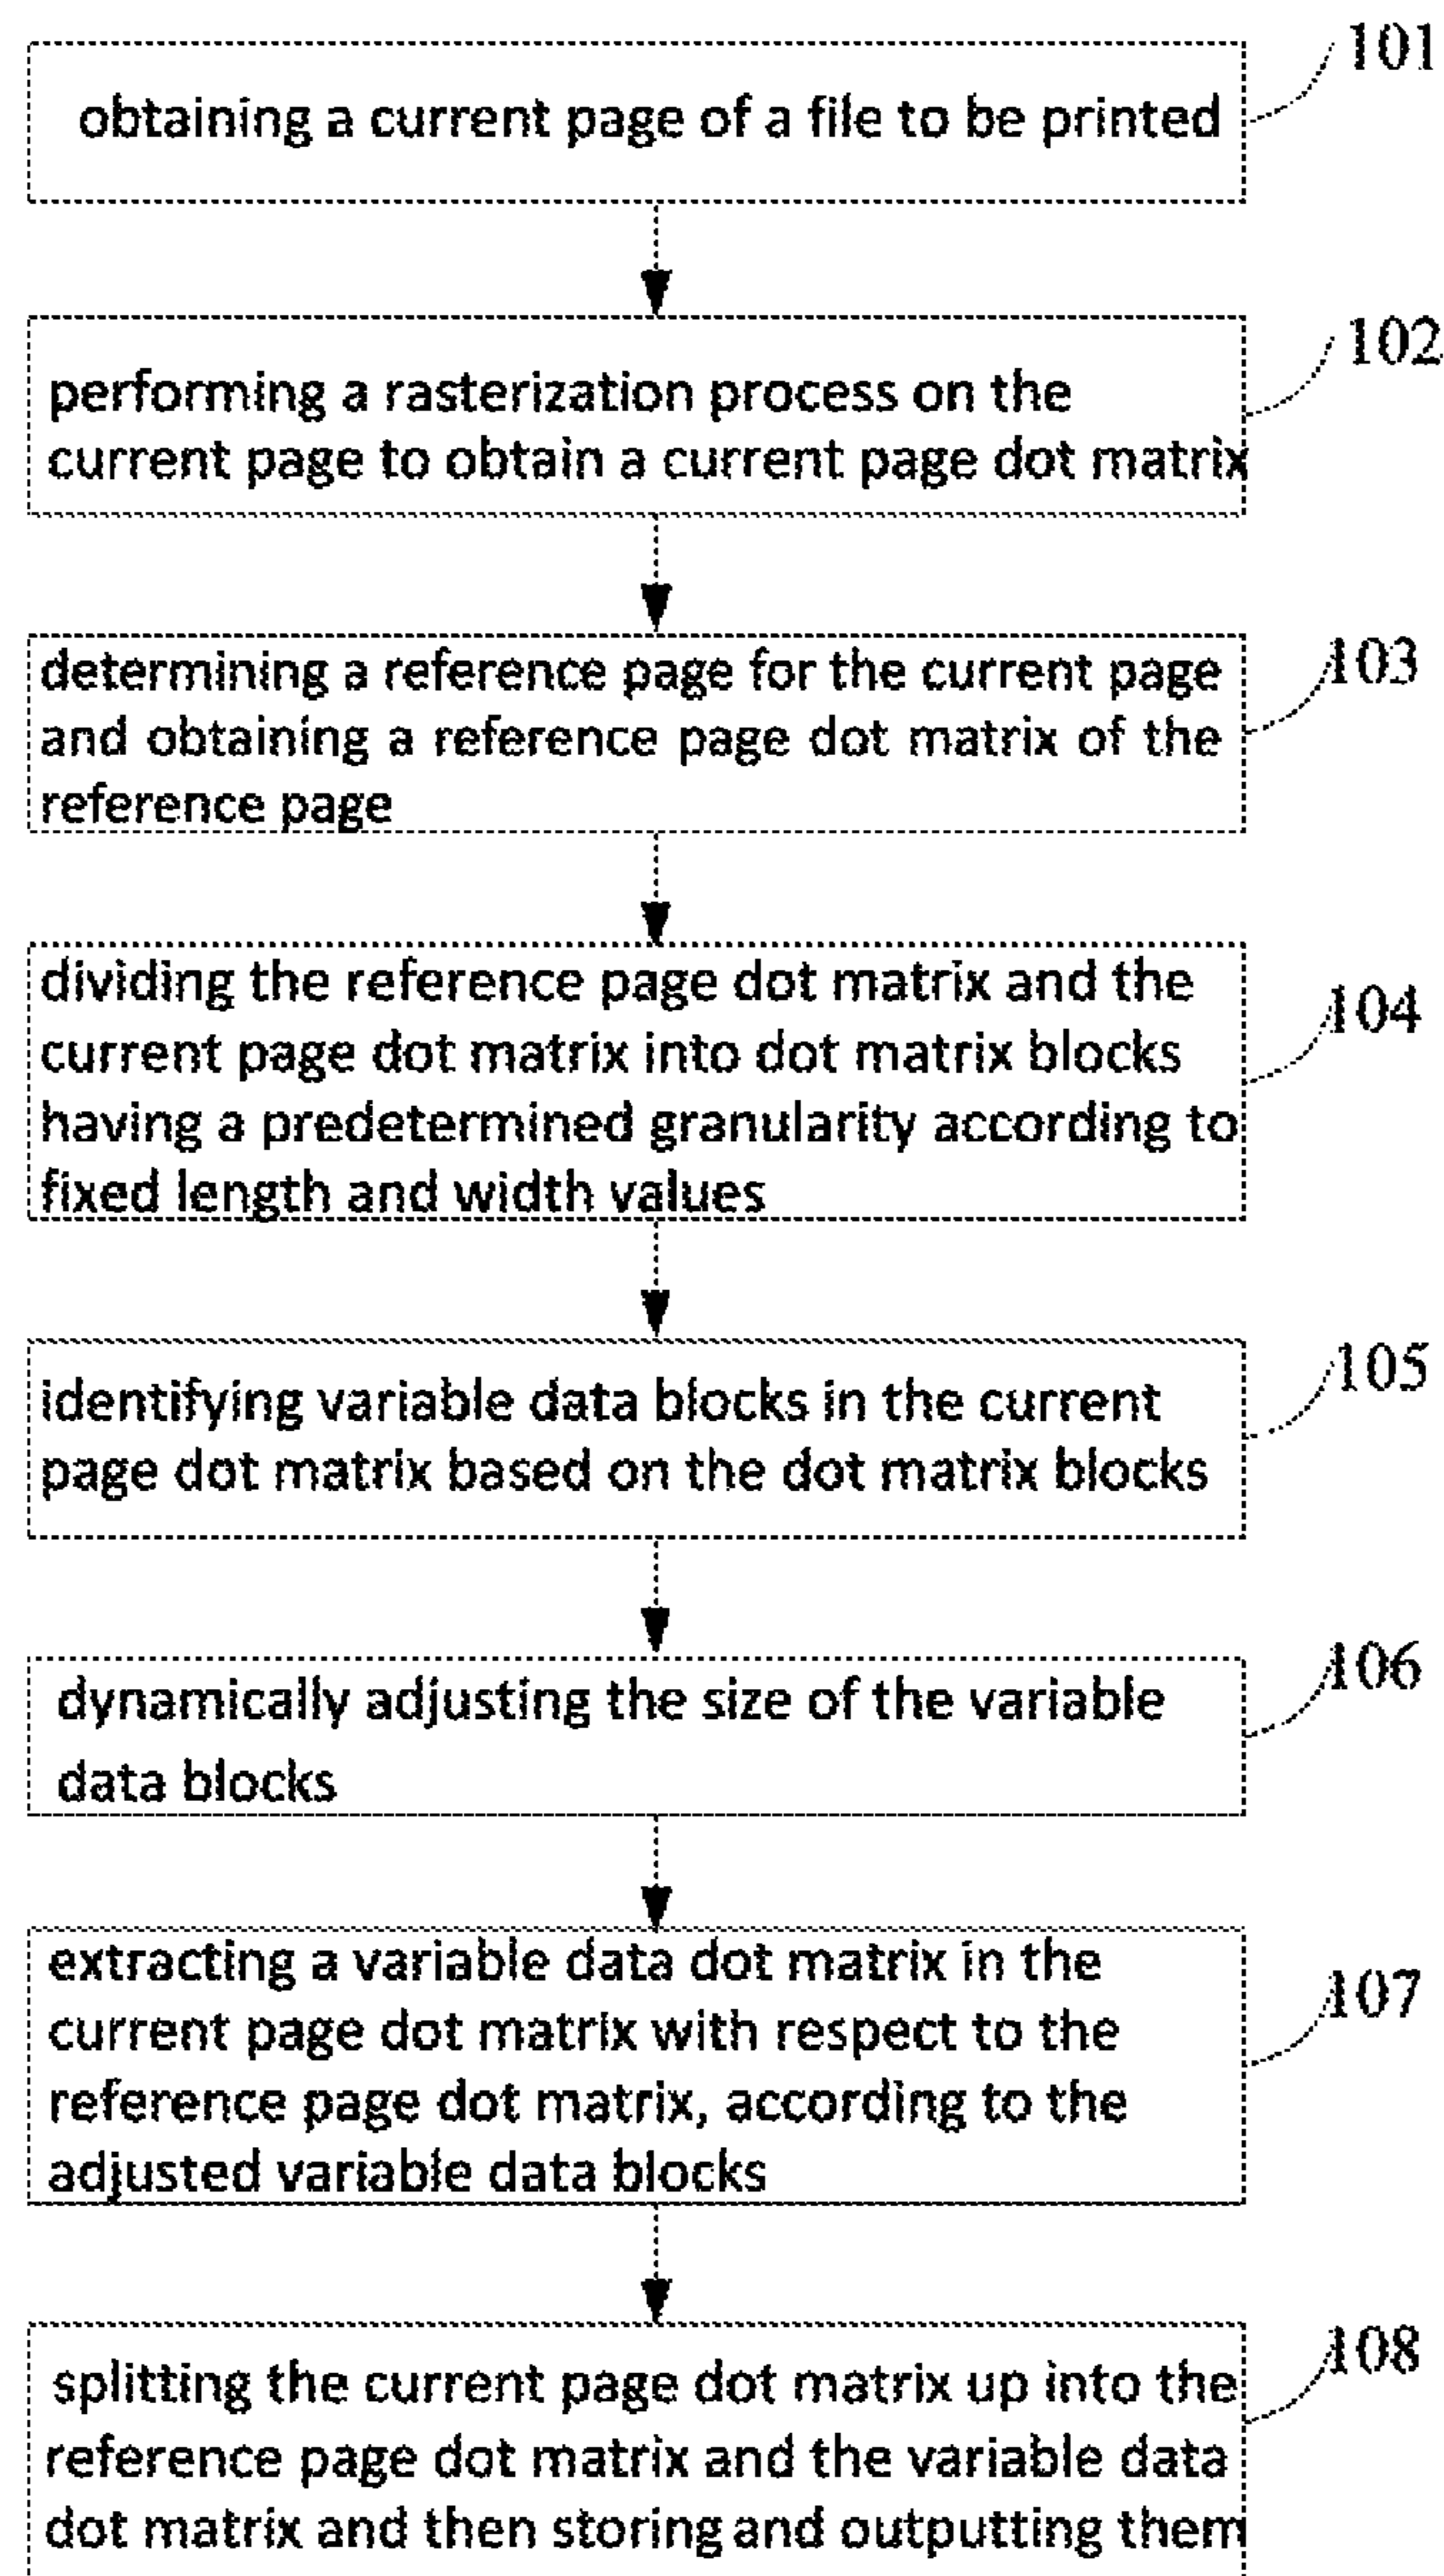 101
obtaining a current page of a file to be printed
102
performing a rasterization process on the
current page to obtain a current page dot matrix
103
determining a reference page for the current page
and obtaining a reference page dot matrix of the
reference page
104
dividing the reference page dot matrix and the
current page dot matrix into dot matrix blocks
having a predetermined granularity according to
fixed length and width values
105
identifying variable data blocks in the current
page dot matrix based on the dot matrix blocks
106
dynamically adjusting the size of the variable
data blocks
107
extracting a variable data dot matrix in the
current page dot matrix with respect to the
reference page dot matrix, according to the
adjusted variable data blocks
108
splitting the current page dot matrix up into the
reference page dot matrix and the variable data
dot matrix and then storing and outputting them